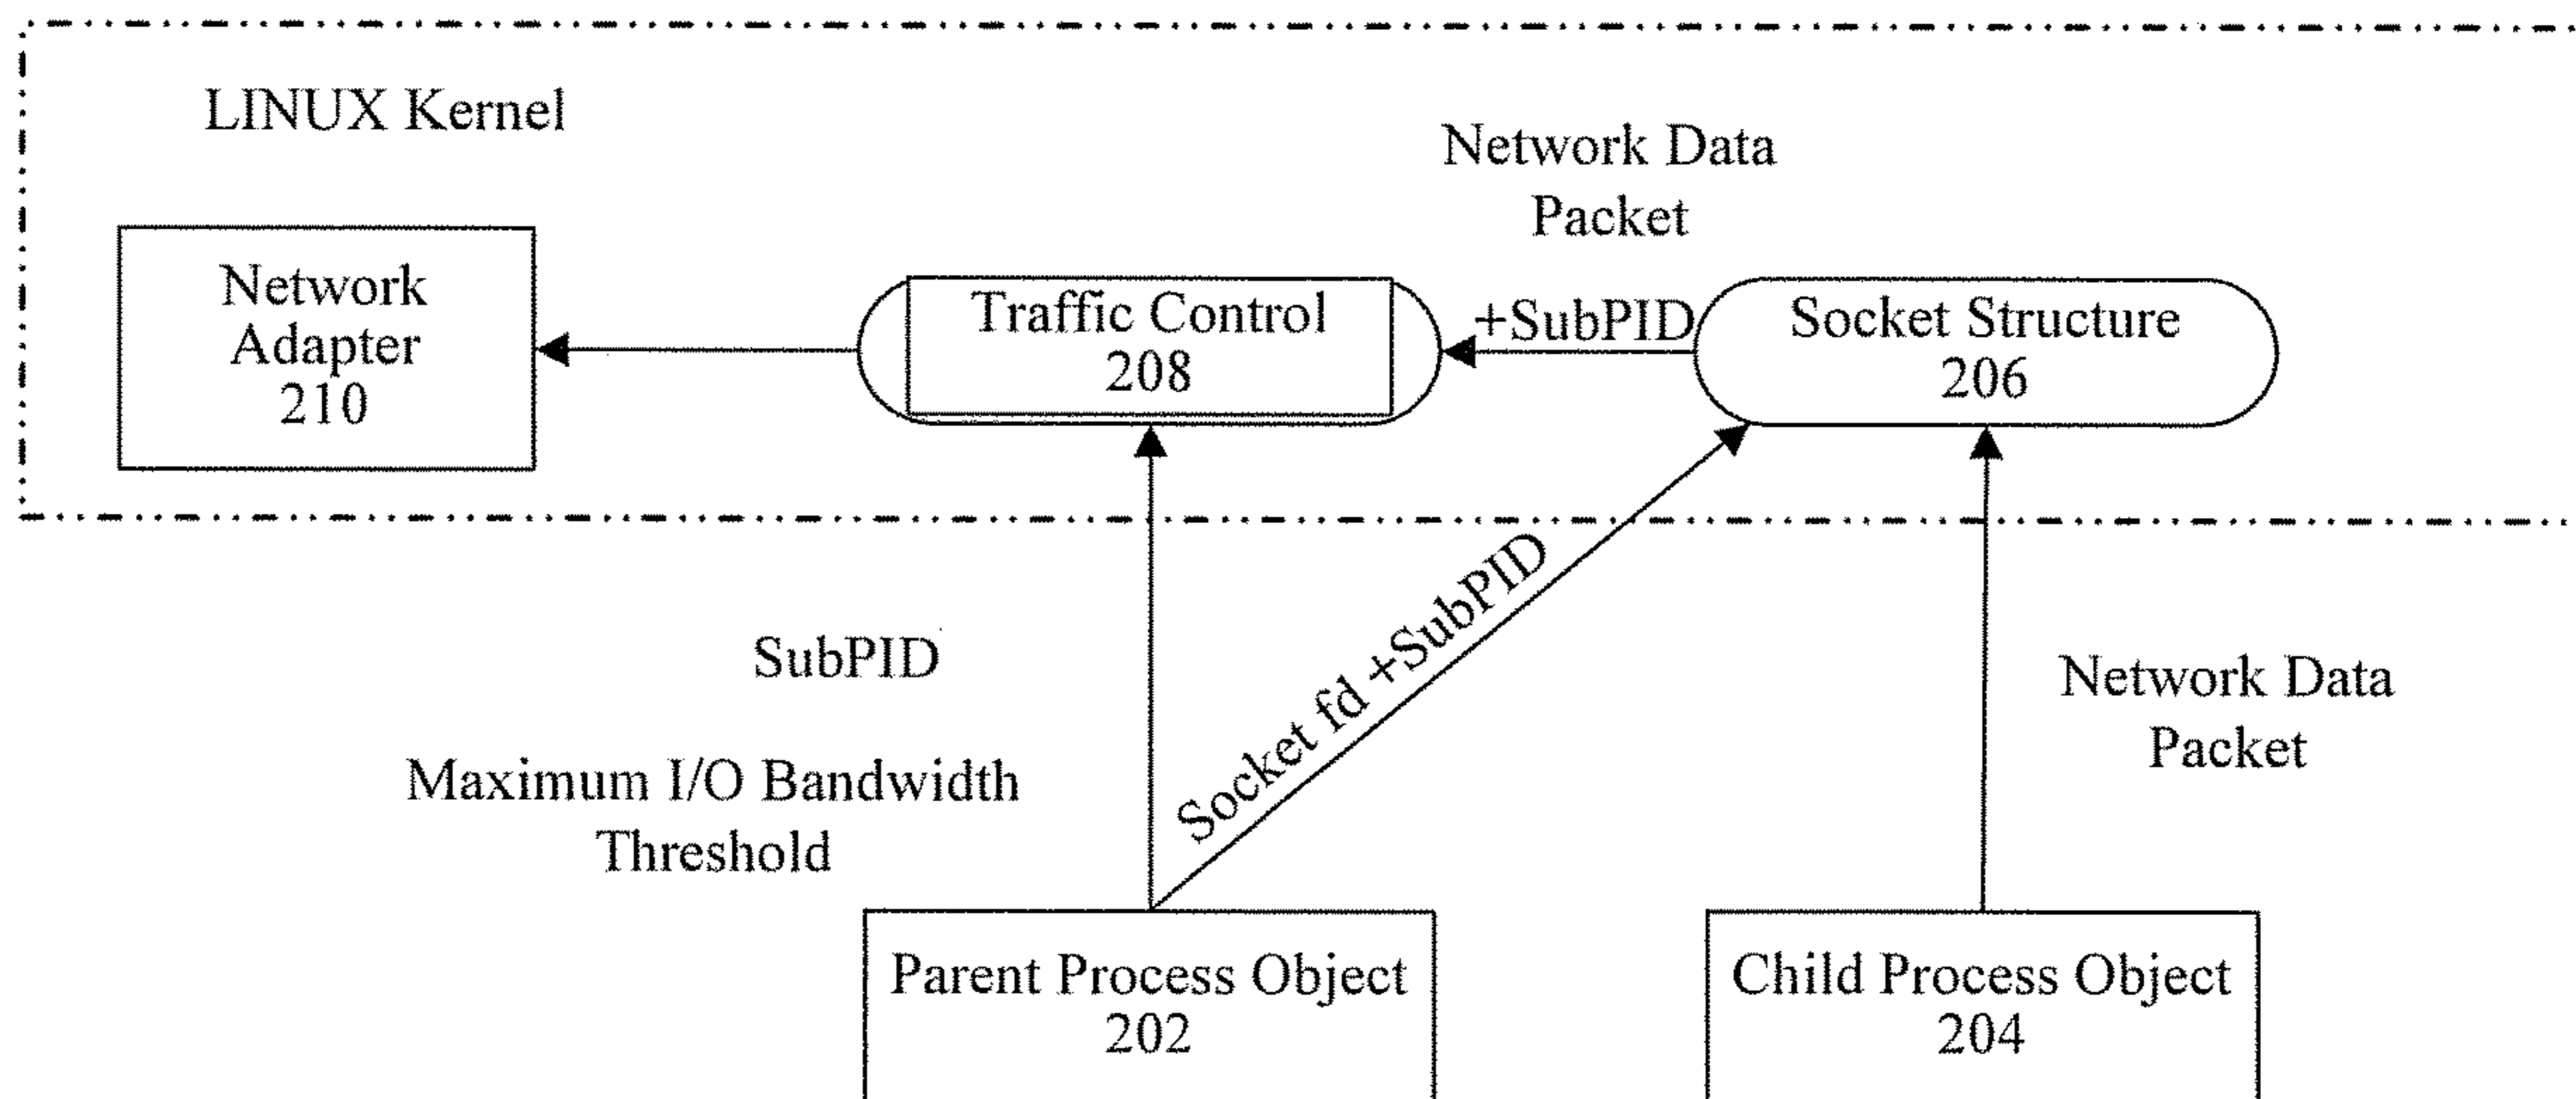 LINUX Kernel
Network Data
Packet
Network
Adapter
210
Traffic Control
208
+SubPID
Socket Structure
206
SubPID
Maximum I/O Bandwidth
Threshold
Socket fd +SubPID
Network Data
Packet
Parent Process Object
202
Child Process Object
204